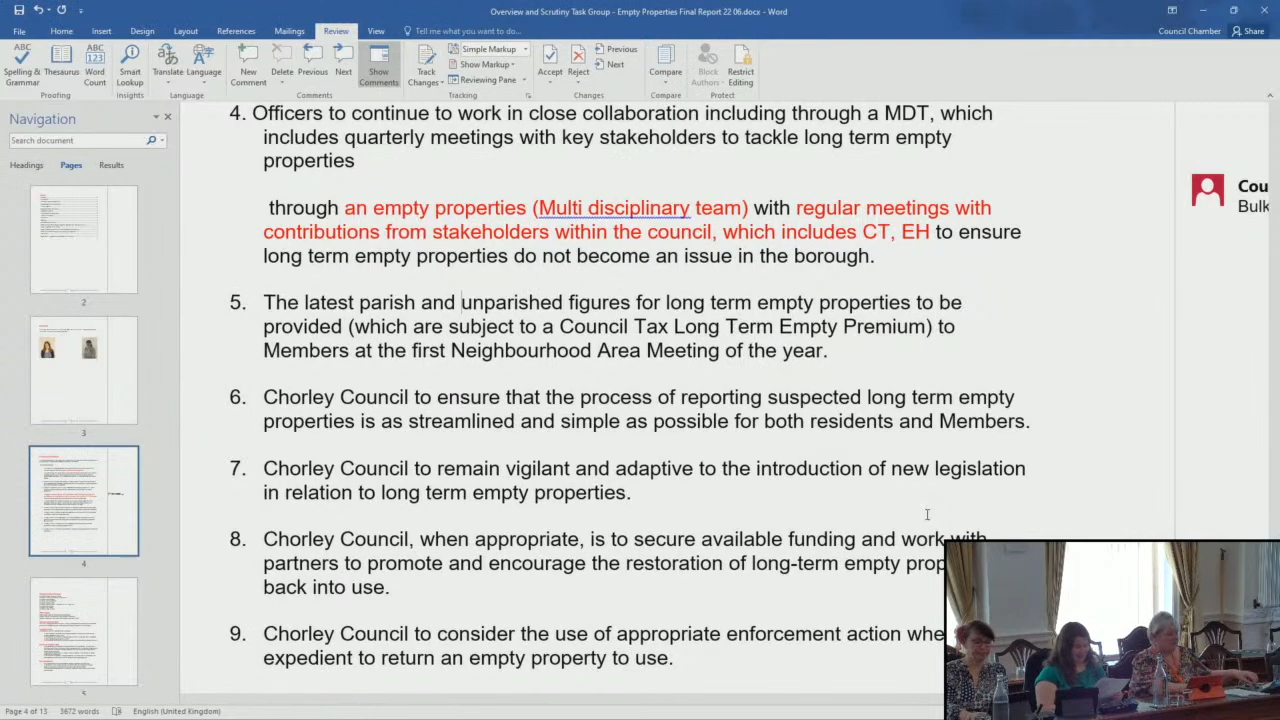 Overview and Scrutiny Task Group - Empty Properties Final Report 22 06.docx - Word
File Home Insert Design Layout References Mailings Review View Tell me what you want to do... Council Chamber Share
ABC ABC
123
Spelling & Grammar Thesaurus Word Count Smart Lookup Translate Language New Comment Delete Previous Next Show Comments Track Changes Simple Markup Show Markup Reviewing Pane Accept Reject Previous Next Compare Block Authors Restrict Editing
Proofing Insights Language Comments Tracking Changes Compare Protect
Navigation
Search document
Headings Pages Results
2
3
4
5
4. Officers to continue to work in close collaboration including through a MDT, which
includes quarterly meetings with key stakeholders to tackle long term empty
properties
through an empty properties (Multi disciplinary team) with regular meetings with
contributions from stakeholders within the council, which includes CT, EH to ensure
long term empty properties do not become an issue in the borough.
5. The latest parish and unparished figures for long term empty properties to be
provided (which are subject to a Council Tax Long Term Empty Premium) to
Members at the first Neighbourhood Area Meeting of the year.
6. Chorley Council to ensure that the process of reporting suspected long term empty
properties is as streamlined and simple as possible for both residents and Members.
7. Chorley Council to remain vigilant and adaptive to the introduction of new legislation
in relation to long term empty properties.
8. Chorley Council, when appropriate, is to secure available funding and work with
partners to promote and encourage the restoration of long-term empty prop
back into use.
9. Chorley Council to consider the use of appropriate enforcement action wh
expedient to return an empty property to use.
Cou
Bulk
Page 4 of 13 3672 words English (United Kingdom)